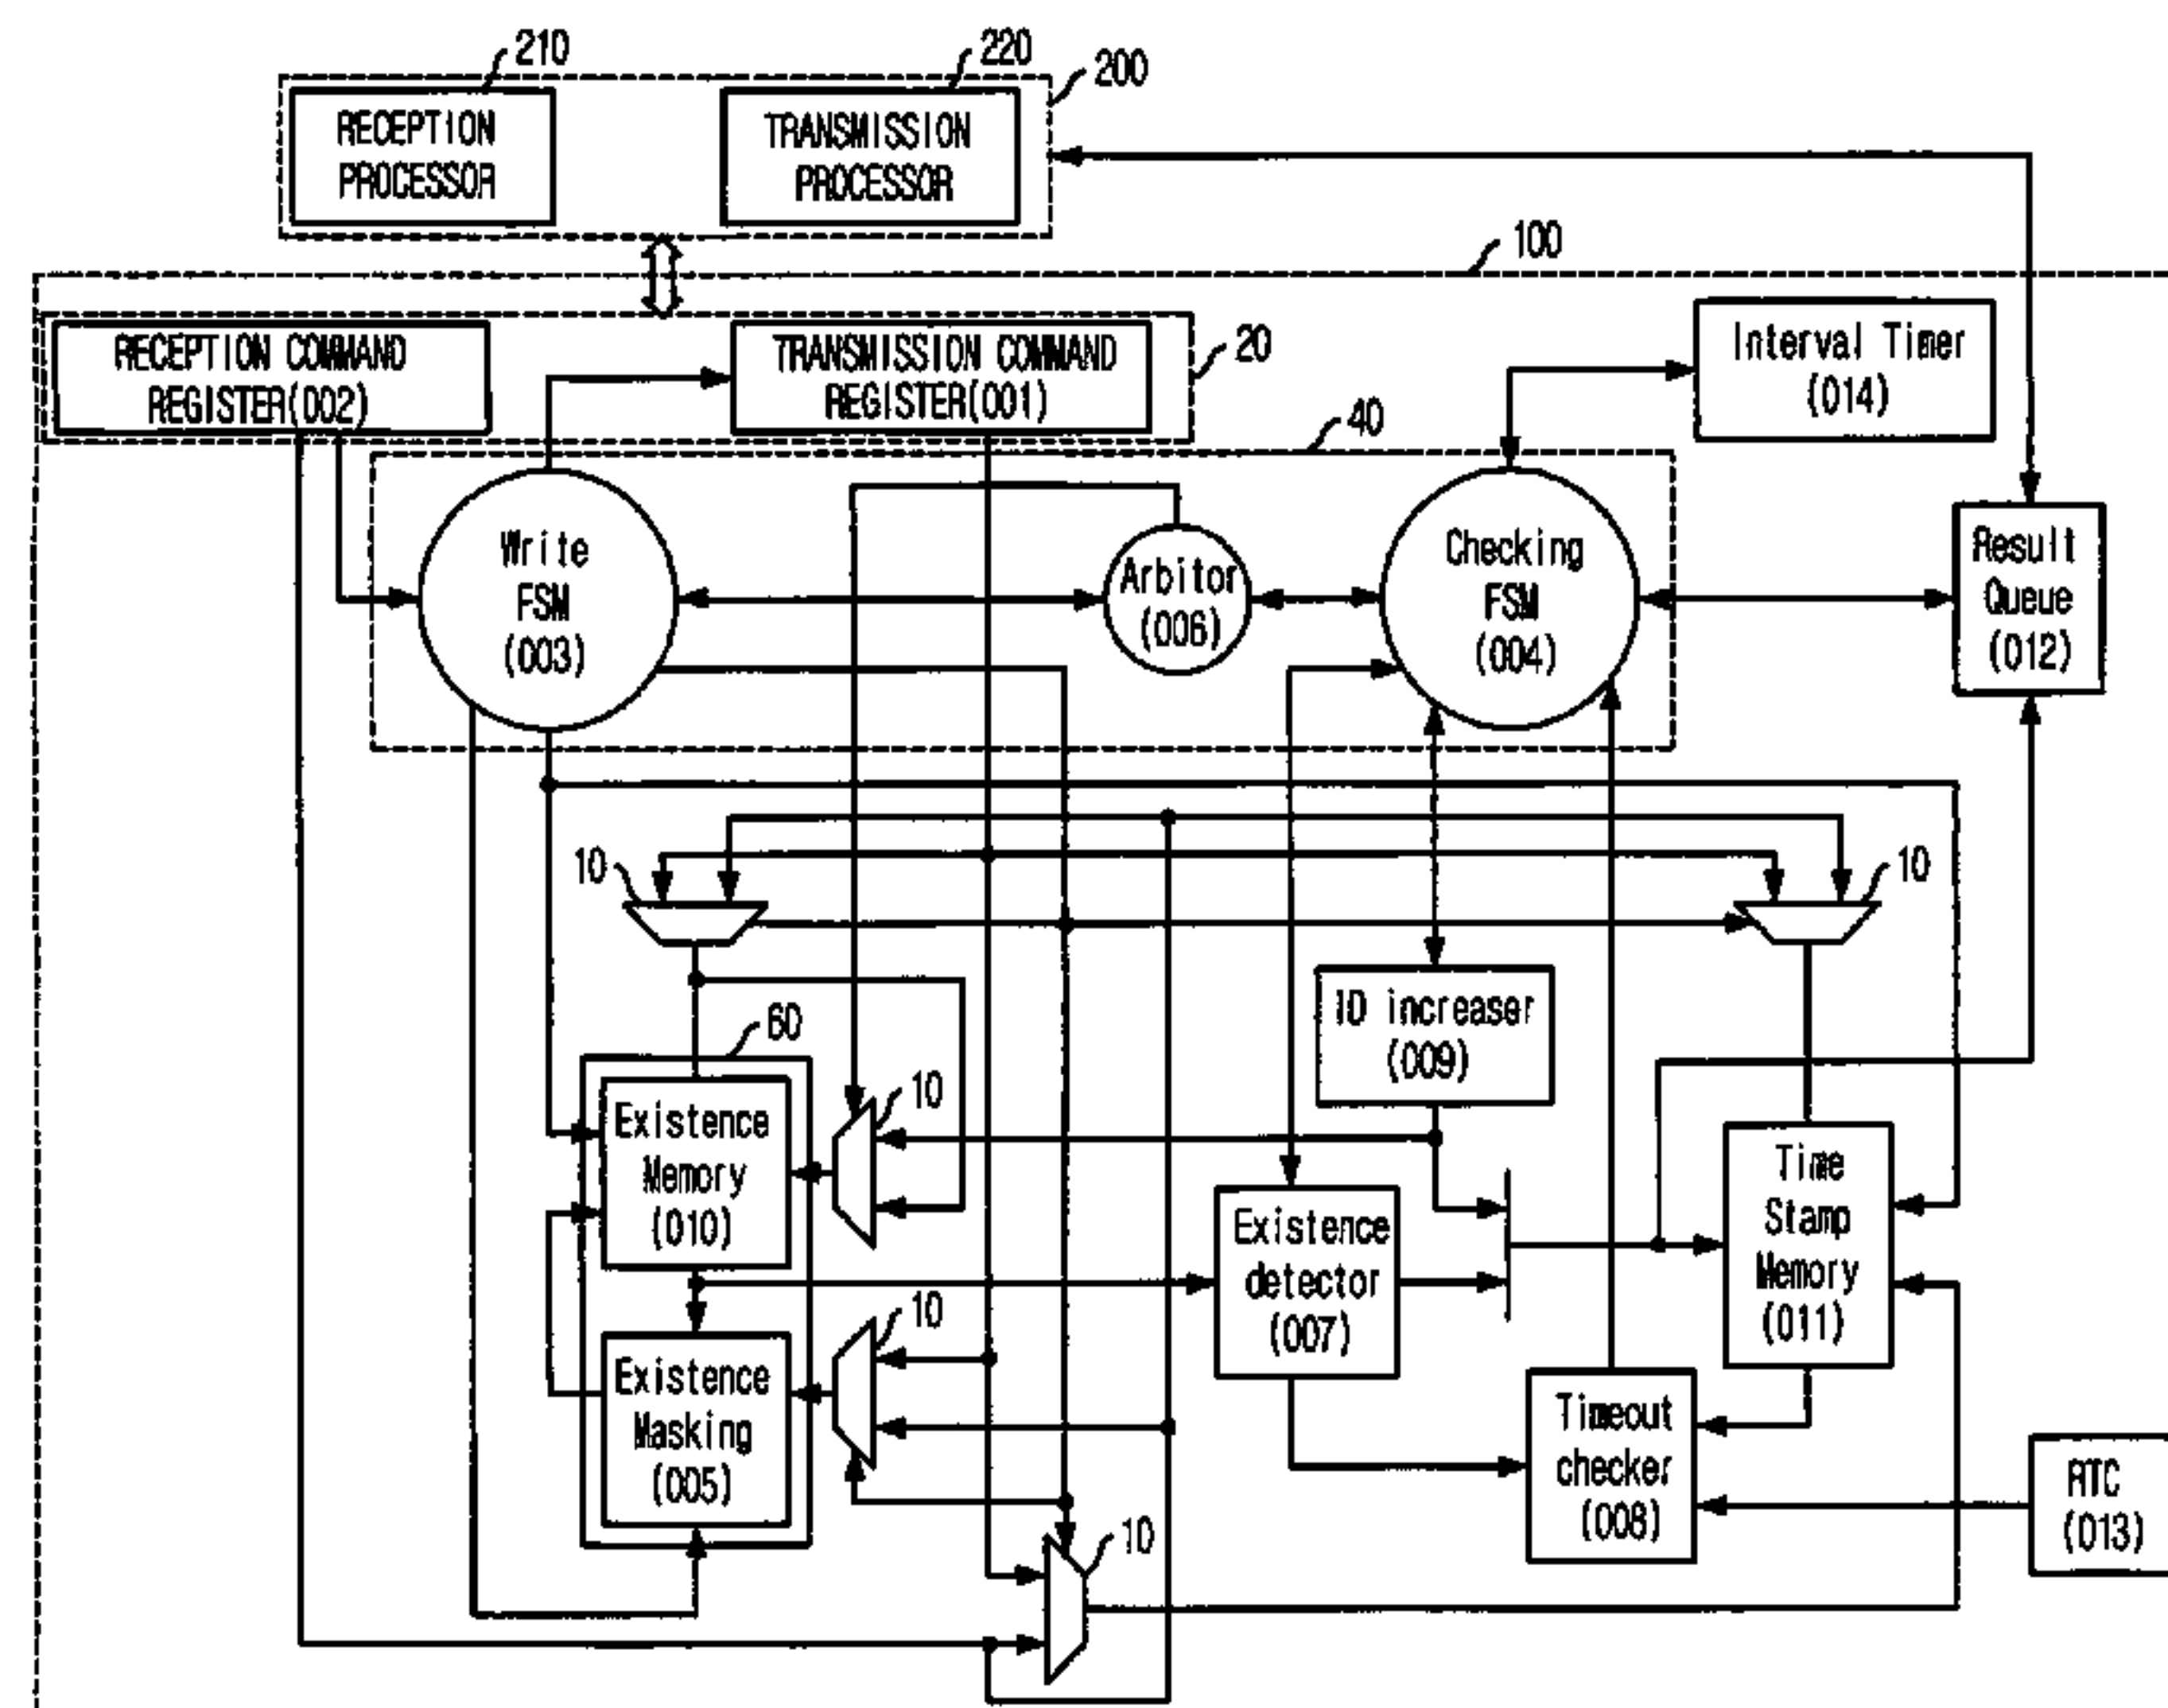 210
220
200
RECEPTION
PROCESSOR
TRANSMISSION
PROCESSOR
100
RECEPTION COMMAND
REGISTER(002)
TRANSMISSION COMMAND
REGISTER(001)
20
Interval Timer
(014)
40
Write
FSM
(003)
Arbitor
(006)
Checking
FSM
(004)
Result
Queue
(012)
10
10
ID increaser
(009)
60
10
Existence
Memory
(010)
Time
Stamp
Memory
(011)
Existence
detector
(007)
10
Existence
Masking
(005)
Timeout
checker
(008)
RTC
(013)
10